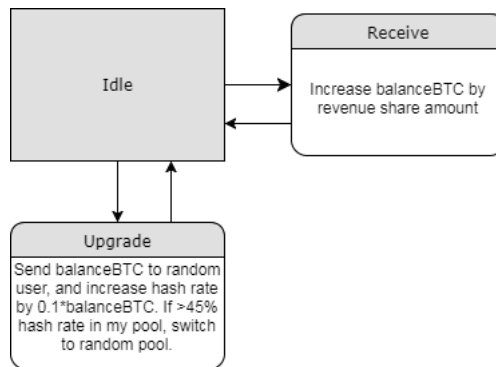 Idle
Receive
Increase balanceBTC by
revenue share amount
Upgrade
Send balanceBTC to random
user, and increase hash rate
by 0.1*balanceBTC. If >45%
hash rate in my pool, switch
to random pool.